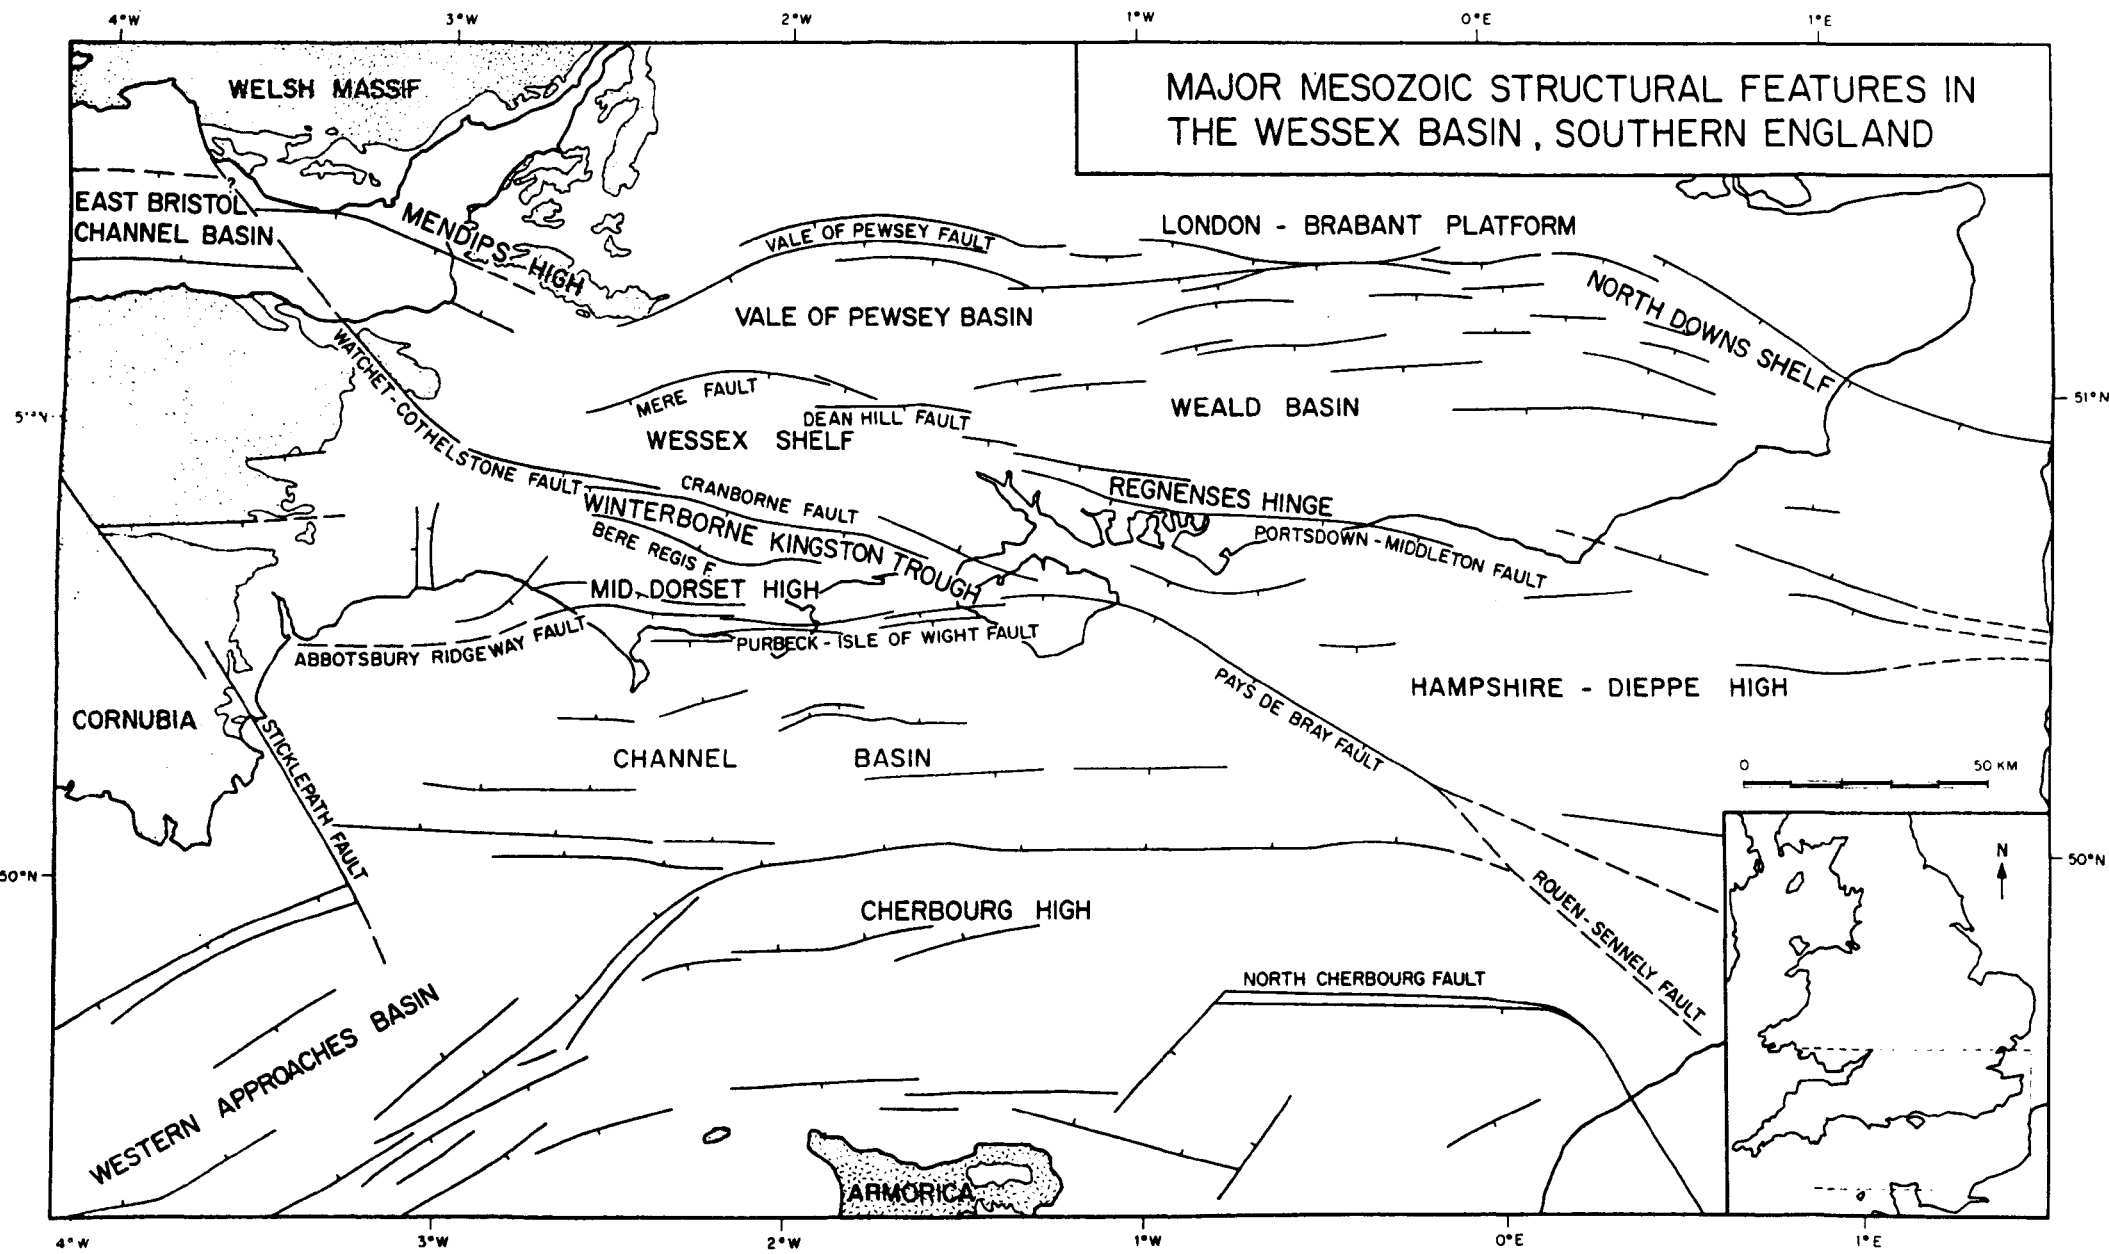 4°W
3°W
2°W
1°W
0°E
1°E
MAJOR MESOZOIC STRUCTURAL FEATURES IN
THE WESSEX BASIN, SOUTHERN ENGLAND
WELSH MASSIF
?
EAST BRISTOL
CHANNEL BASIN
MENDIPS HIGH
VALE OF PEWSEY FAULT
LONDON - BRABANT PLATFORM
NORTH DOWNS SHELF
VALE OF PEWSEY BASIN
WATCHET-COTHELSTONE FAULT
MERE FAULT
DEAN HILL FAULT
WEALD BASIN
51°N
WESSEX SHELF
CRANBORNE FAULT
REGNENSES HINGE
WINTERBORNE KINGSTON TROUGH
BERE REGIS F.
PORTSDOWN-MIDDLETON FAULT
MID-DORSET HIGH
ABBOTSBURY RIDGEWAY FAULT
PURBECK-ISLE OF WIGHT FAULT
PAYS DE BRAY FAULT
HAMPSHIRE - DIEPPE HIGH
CORNUBIA
STICKLEPATH FAULT
CHANNEL BASIN
0
50 KM
N
50°N
50°N
CHERBOURG HIGH
ROUEN-SENNELY FAULT
NORTH CHERBOURG FAULT
WESTERN APPROACHES BASIN
ARMORICA
4°W
3°W
2°W
1°W
0°E
1°E